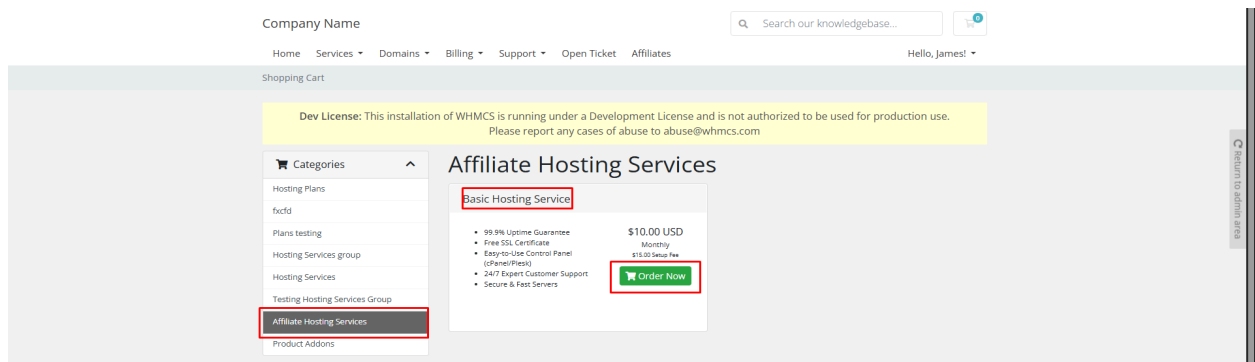 Company Name
Search our knowledgebase...
0
Home Services Domains Billing Support Open Ticket Affiliates
Hello, James!
Shopping Cart
Dev License: This installation of WHMCS is running under a Development License and is not authorized to be used for production use.
Please report any cases of abuse to abuse@whmcs.com
Categories
Hosting Plans
fxcfd
Plans testing
Hosting Services group
Hosting Services
Testing Hosting Services Group
Affiliate Hosting Services
Product Addons
Affiliate Hosting Services
Basic Hosting Service
99.9% Uptime Guarantee
Free SSL Certificate
Easy-to-Use Control Panel
(cPanel/Plesk)
24/7 Expert Customer Support
Secure & Fast Servers
$10.00 USD
Monthly
$15.00 Setup Fee
Order Now
Return to admin area